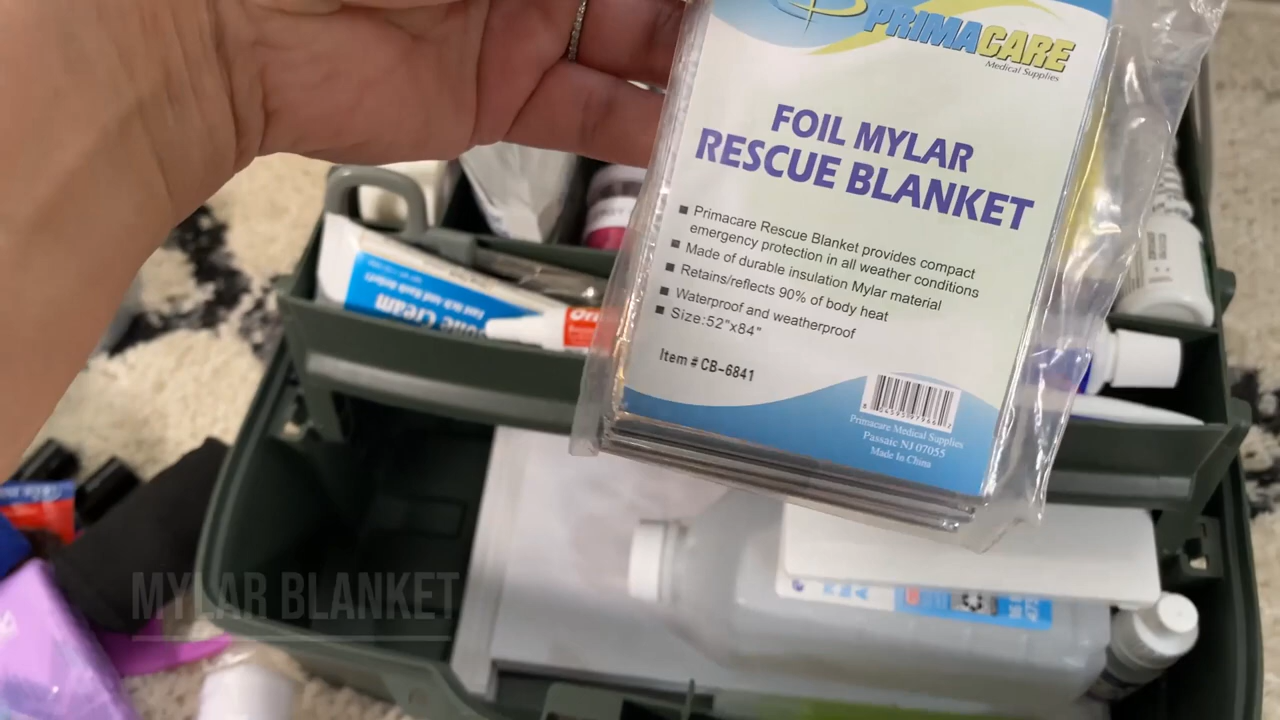 PRIMACARE
Medical Supplies
FOIL MYLAR
RESCUE BLANKET
■ Primacare Rescue Blanket provides compact
emergency protection in all weather conditions
■ Made of durable insulation Mylar material
■ Retains/reflects 90% of body heat
■ Waterproof and weatherproof
■ Size:52"x84"
Item # CB-6841
Primacare Medical Supplies
Passaic NJ 07055
Made In China
Cream
MYLAR BLANKET